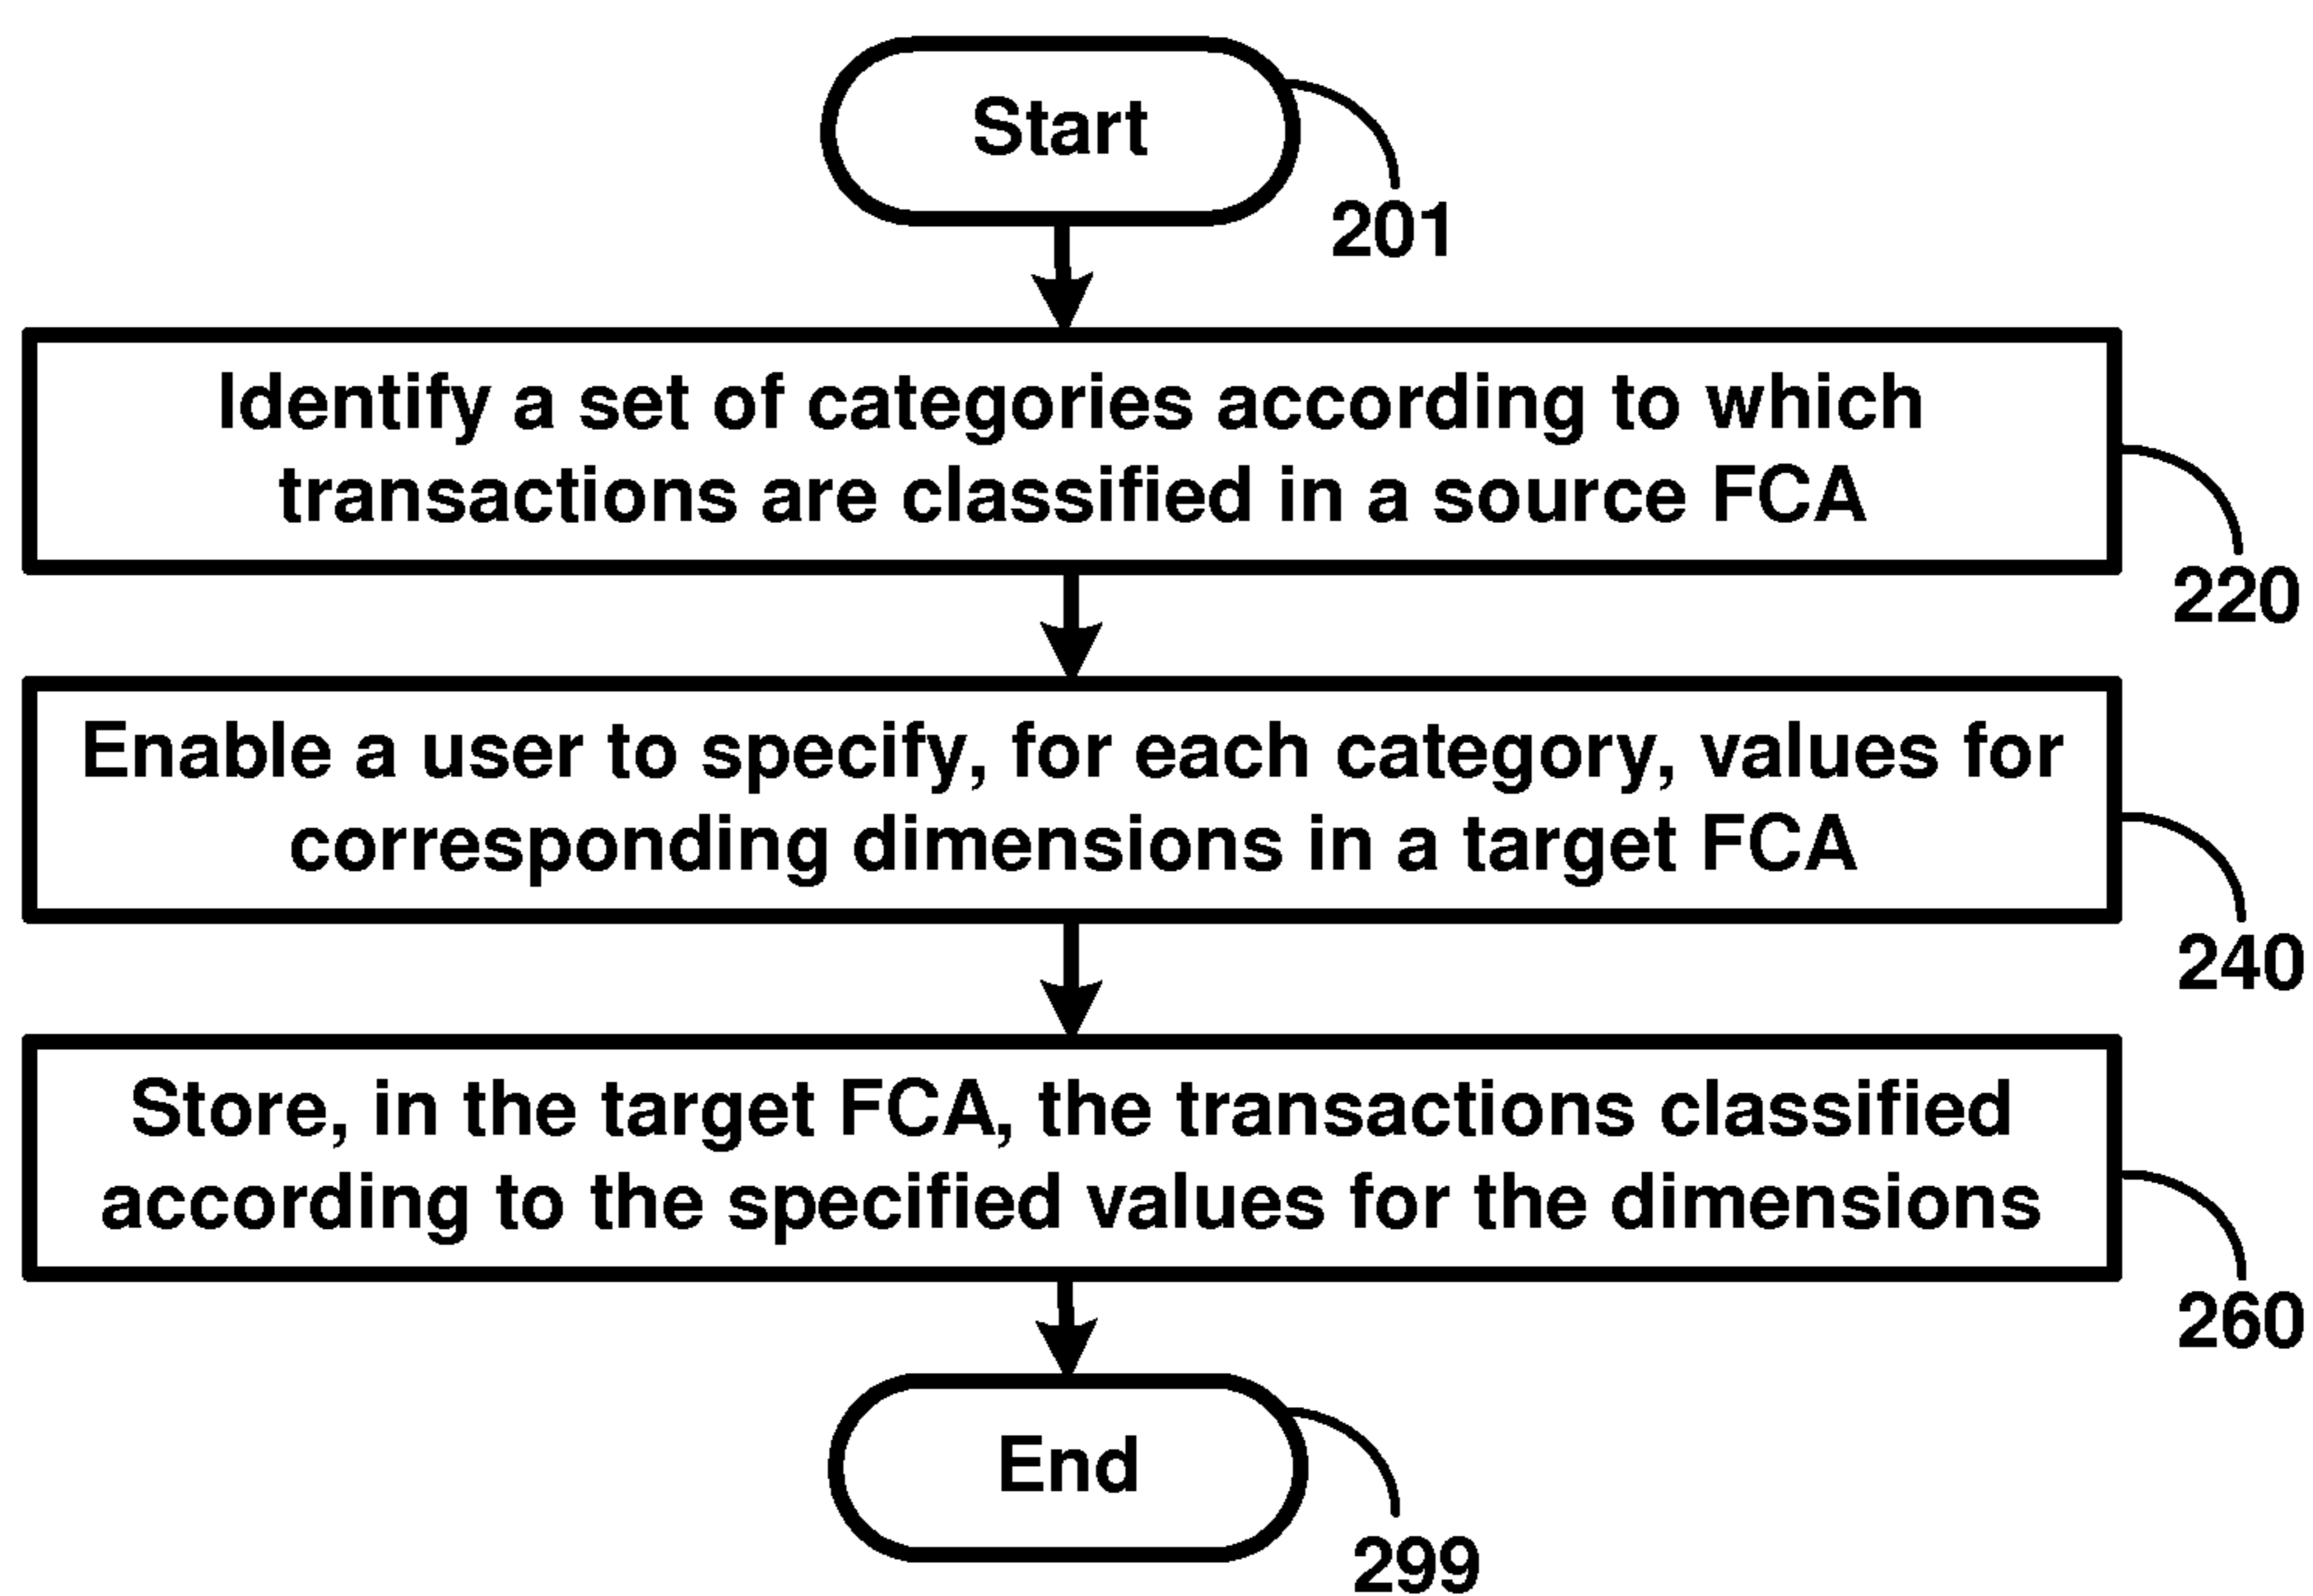 Start
201
Identify a set of categories according to which
transactions are classified in a source FCA
220
Enable a user to specify, for each category, values for
corresponding dimensions in a target FCA
240
Store, in the target FCA, the transactions classified
according to the specified values for the dimensions
260
End
299